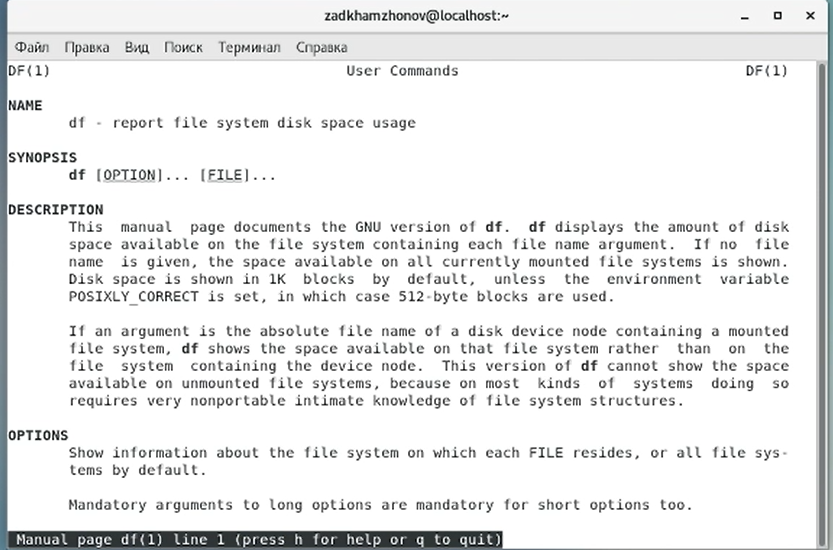 zadkhamzhonov@localhost:~
Файл Правка Вид Поиск Терминал Справка
DF(1) User Commands DF(1)
NAME
df - report file system disk space usage
SYNOPSIS
df [OPTION]... [FILE]...
DESCRIPTION
This manual page documents the GNU version of df. df displays the amount of disk
space available on the file system containing each file name argument. If no file
name is given, the space available on all currently mounted file systems is shown.
Disk space is shown in 1K blocks by default, unless the environment variable
POSIXLY_CORRECT is set, in which case 512-byte blocks are used.
If an argument is the absolute file name of a disk device node containing a mounted
file system, df shows the space available on that file system rather than on the
file system containing the device node. This version of df cannot show the space
available on unmounted file systems, because on most kinds of systems doing so
requires very nonportable intimate knowledge of file system structures.
OPTIONS
Show information about the file system on which each FILE resides, or all file sys-
tems by default.
Mandatory arguments to long options are mandatory for short options too.
Manual page df(1) line 1 (press h for help or q to quit)